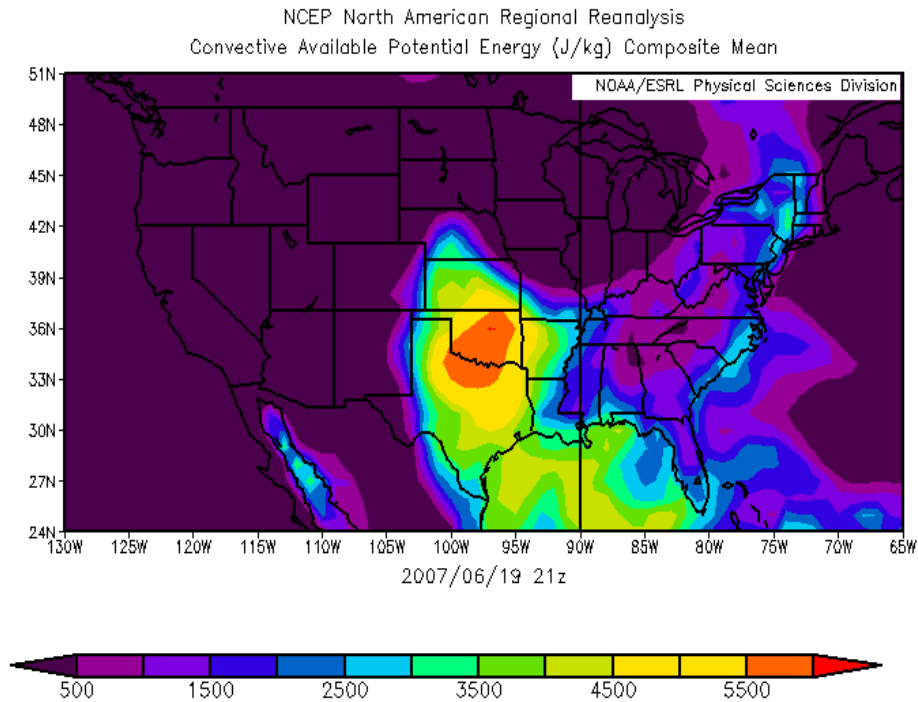 NCEP North American Regional Reanalysis
Convective Available Potential Energy (J/kg) Composite Mean
NOAA/ESRL Physical Sciences Division
51N
48N
45N
42N
39N
36N
33N
30N
27N
24N
130W 125W 120W 115W 110W 105W 100W 95W 90W 85W 80W 75W 70W 65W
2007/06/19 21z
500 1500 2500 3500 4500 5500